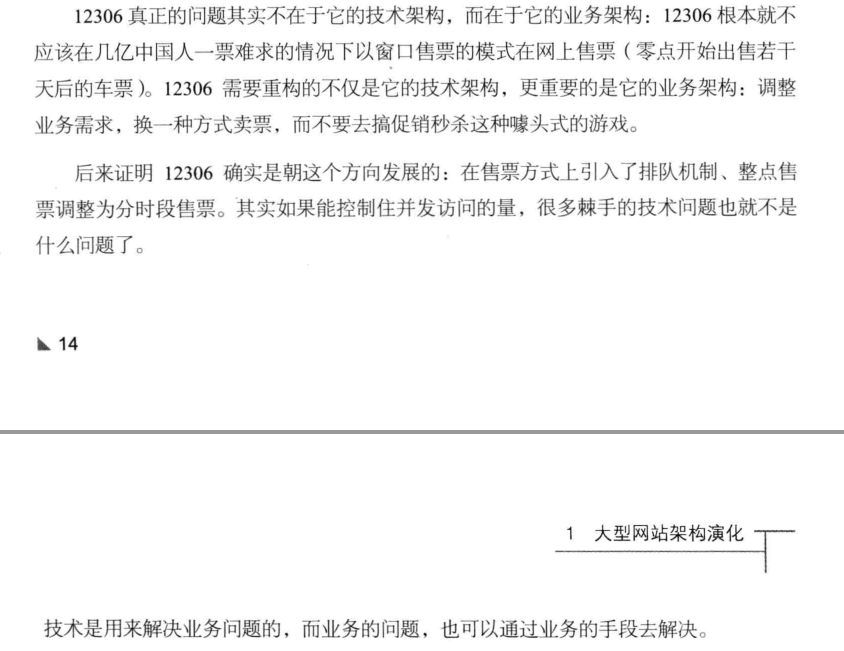 12306 真正的问题其实不在于它的技术架构，而在于它的业务架构：12306 根本就不
应该在几亿中国人一票难求的情况下以窗口售票的模式在网上售票（零点开始出售若干
天后的车票）。12306 需要重构的不仅是它的技术架构，更重要的是它的业务架构：调整
业务需求，换一种方式卖票，而不要去搞促销秒杀这种噱头式的游戏。
后来证明 12306 确实是朝这个方向发展的：在售票方式上引入了排队机制、整点售
票调整为分时段售票。其实如果能控制住并发访问的量，很多棘手的技术问题也就不是
什么问题了。
14
1 大型网站架构演化
技术是用来解决业务问题的，而业务的问题，也可以通过业务的手段去解决。